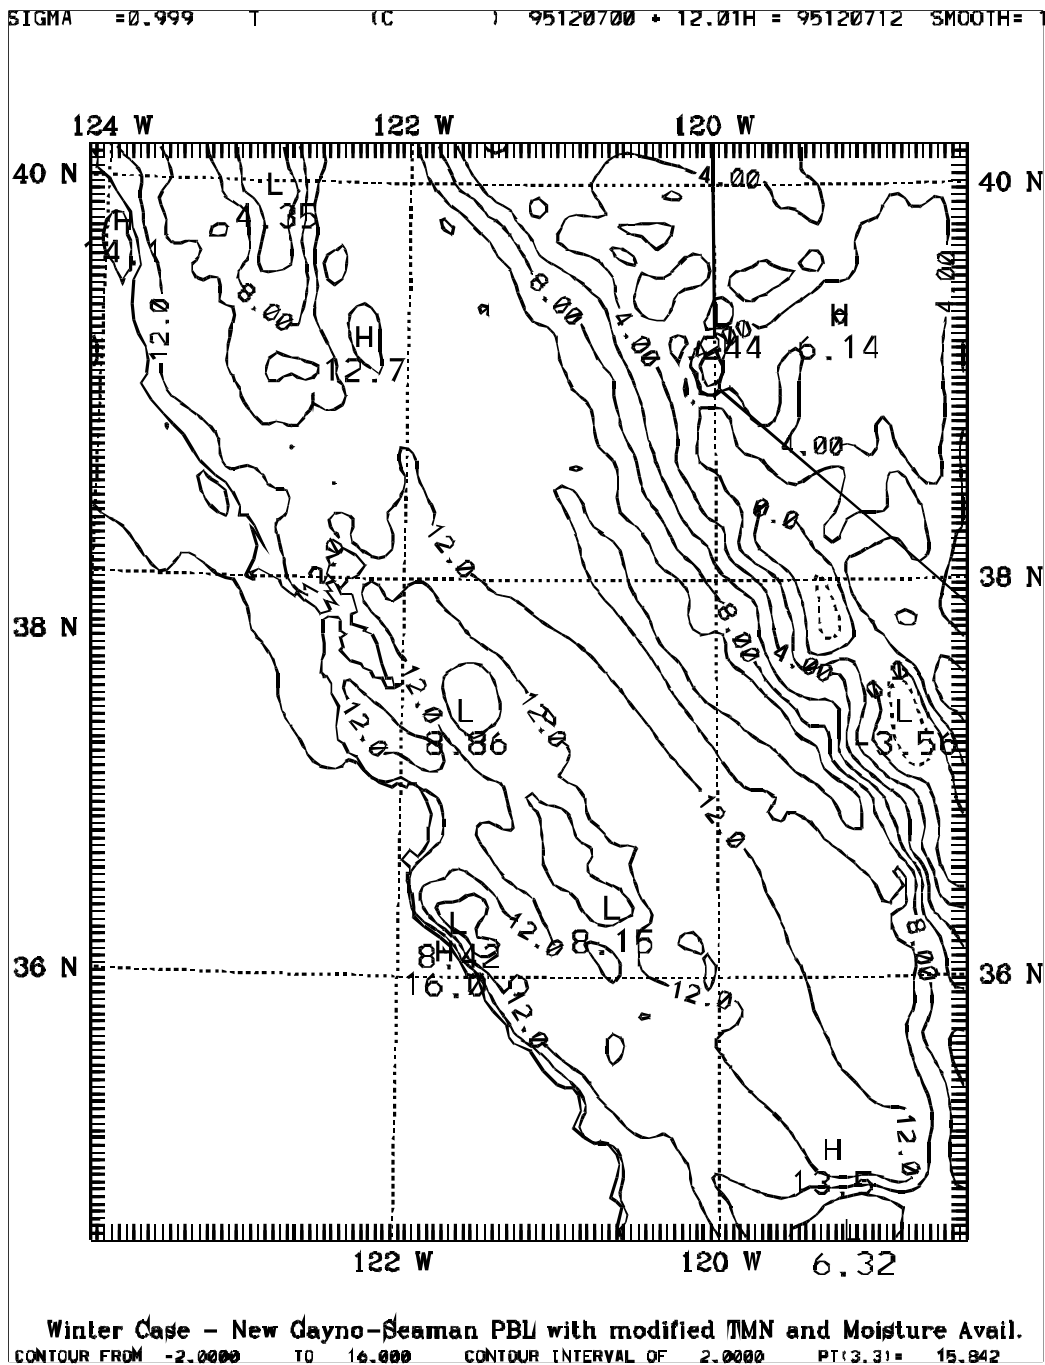 SIGMA =0.999 T (C ) 95120700 + 12.01H = 95120712 SMOOTH= 1
124 W 122 W 120 W
40 N 40 N
4.00
L
4.35
H
14.
8.00
8.00
4.00
4.00
12.0
H
12.7
L
H
6.14
4.00
0.0
12.0
12.0
38 N
38 N
8.00
4.00
0
0
12.0
12.0
12.0
L
8.86
L
-3.56
12.0
L
8.42
L
8.15
12.0
8.00
H
16.0
36 N 36 N
12.0
12.0
12.0
H
13.5
122 W 120 W
6.32
Winter Case - New Gayno-Seaman PBL with modified TMN and Moisture Avail.
CONTOUR FROM -2.0000 TO 16.000 CONTOUR INTERVAL OF 2.0000 PT(3,3)= 15.842